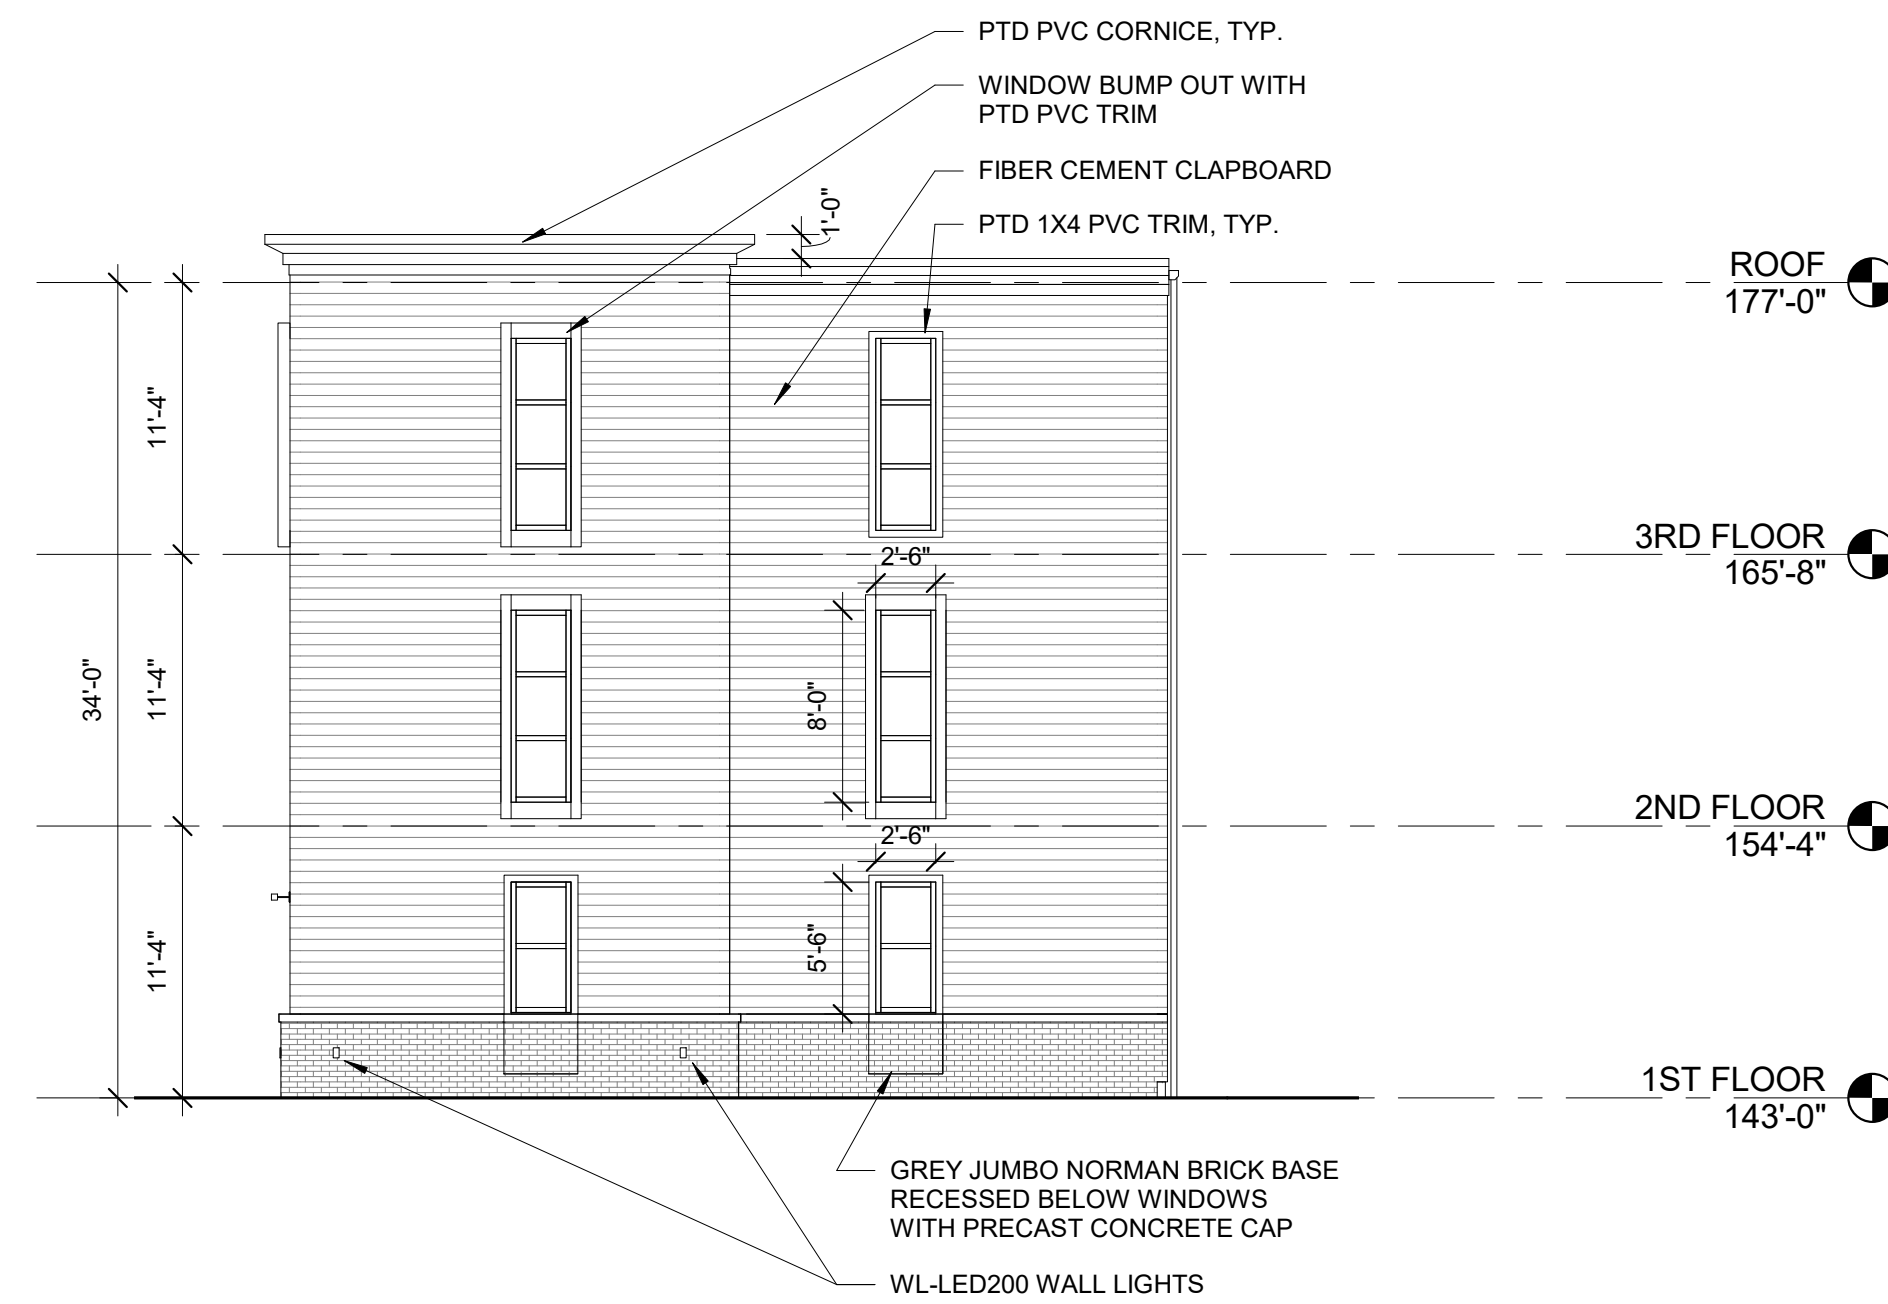 PTD PVC CORNICE, TYP.
WINDOW BUMP OUT WITH
PTD PVC TRIM
FIBER CEMENT CLAPBOARD
PTD 1X4 PVC TRIM, TYP.
1'-0"
ROOF
177'-0"
11'-4"
3RD FLOOR
165'-8"
2'-6"
34'-0"
11'-4"
8'-0"
2ND FLOOR
154'-4"
2'-6"
11'-4"
5'-6"
1ST FLOOR
143'-0"
GREY JUMBO NORMAN BRICK BASE
RECESSED BELOW WINDOWS
WITH PRECAST CONCRETE CAP
WL-LED200 WALL LIGHTS